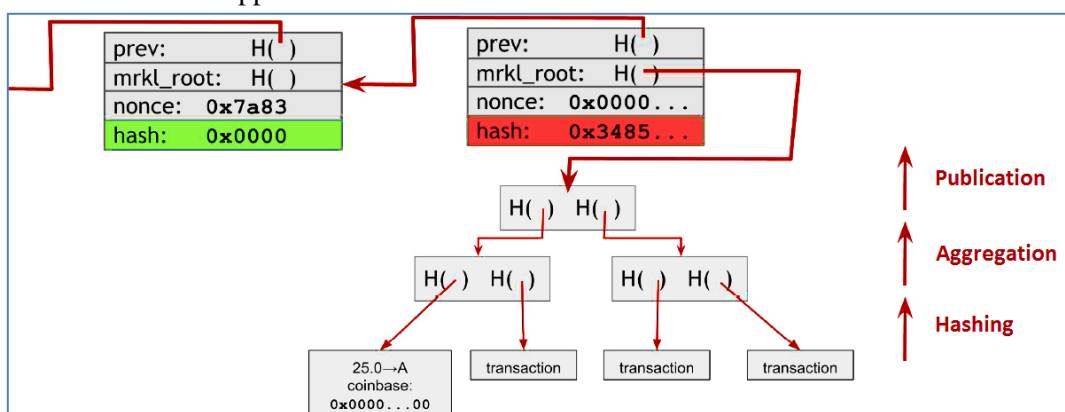 pp
prev: H( )
mrkl_root: H( )
nonce: 0x7a83
hash: 0x0000
prev: H( )
mrkl_root: H( )
nonce: 0x0000...
hash: 0x3485...
Publication
H( ) H( )
Aggregation
H( ) H( )
H( ) H( )
Hashing
25.0→A
coinbase:
0x0000...00
transaction
transaction
transaction